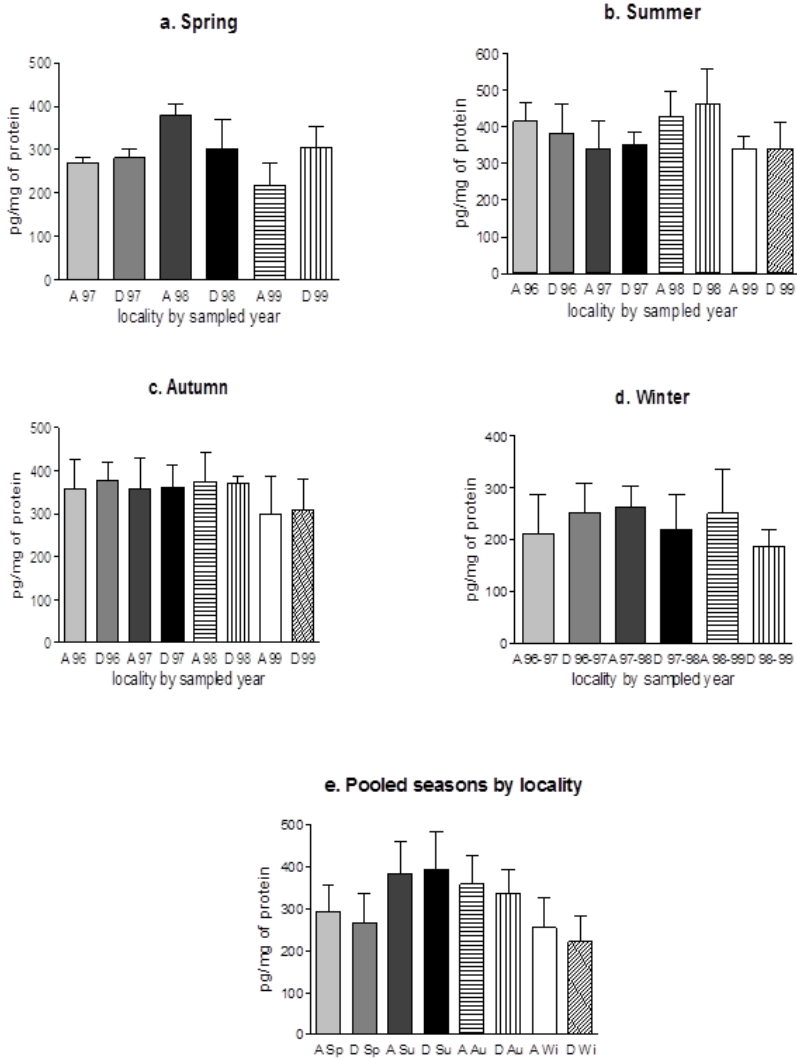 a. Spring
pg/mg of protein
500
400
300
200
100
0
A 97 D 97 A 98 D 98 A 99 D 99
locality by sampled year
b. Summer
pg/mg of protein
600
500
400
300
200
100
0
A 96 D 96 A 97 D 97 A 98 D 98 A 99 D 99
locality by sampled year
c. Autumn
pg/mg of protein
500
400
300
200
100
0
A 96 D 96 A 97 D 97 A 98 D 98 A 99 D 99
locality by sampled year
d. Winter
pg/mg of protein
400
300
200
100
0
A 96-97 D 96-97 A 97-98 D 97-98 A 98-99 D 98-99
locality by sampled year
e. Pooled seasons by locality
pg/mg of protein
500
400
300
200
100
0
A Sp D Sp A Su D Su A Au D Au A Wi D Wi